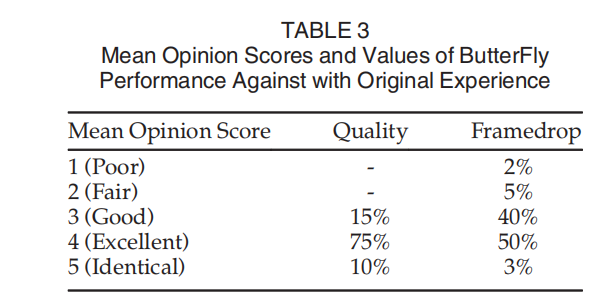 TABLE 3
Mean Opinion Scores and Values of ButterFly
Performance Against with Original Experience
Mean Opinion Score Quality Framedrop
1 (Poor) - 2%
2 (Fair) - 5%
3 (Good) 15% 40%
4 (Excellent) 75% 50%
5 (Identical) 10% 3%